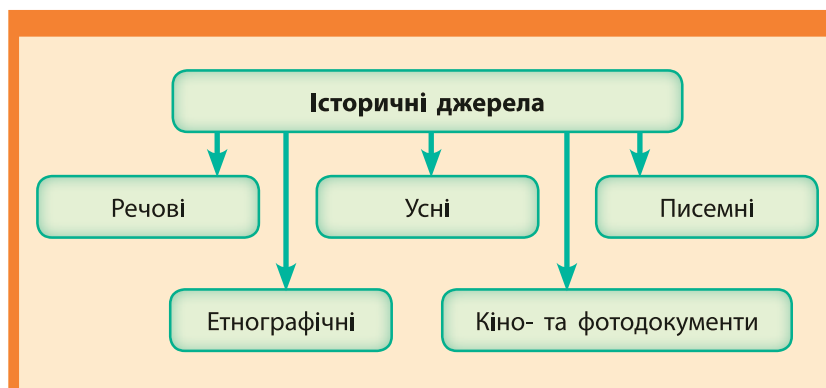 Історичні джерела
Речові
Усні
Писемні
Етнографічні
Кіно- та фотодокументи